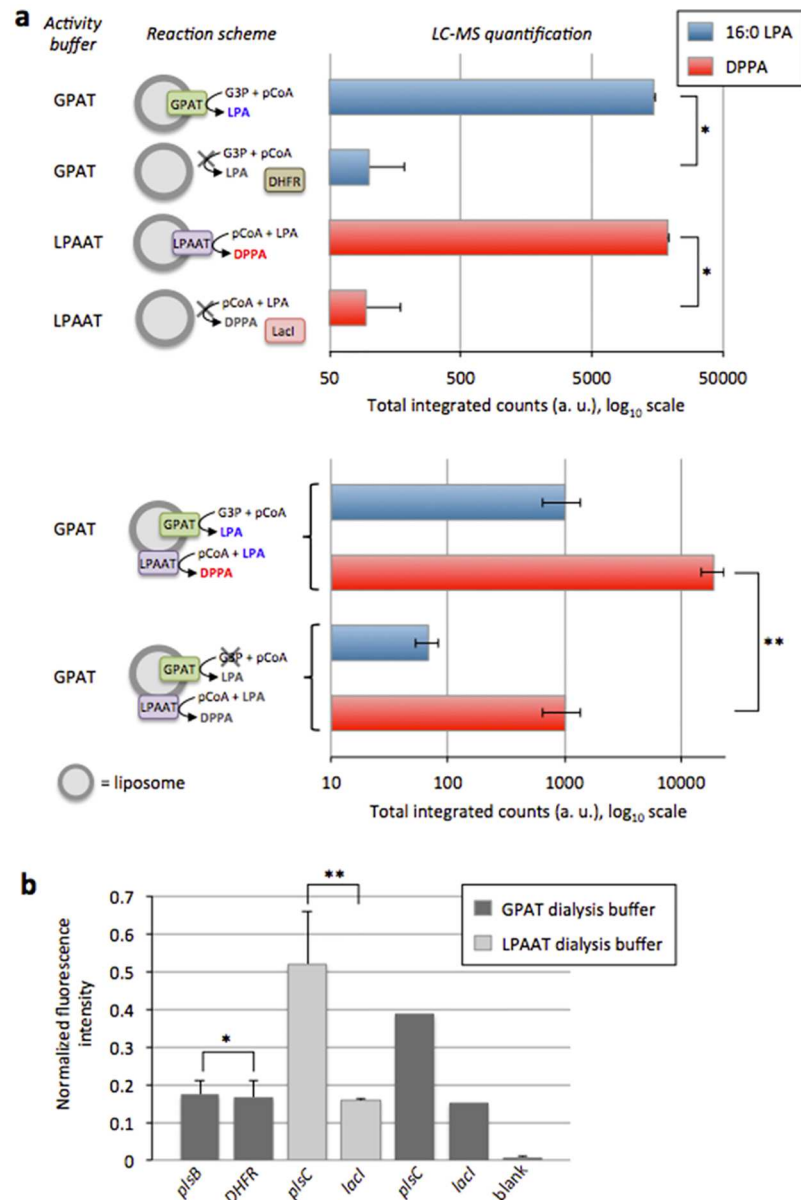 a
Activity buffer
Reaction scheme
LC-MS quantification
16:0 LPA
DPPA
GPAT
GPAT
G3P + pCoA
LPA
*
GPAT
G3P + pCoA
LPA
DHFR
LPAAT
LPAAT
pCoA + LPA
DPPA
*
LPAAT
pCoA + LPA
DPPA
LacI
50 500 5000 50000
Total integrated counts (a. u.), log10 scale
GPAT
GPAT
G3P + pCoA
LPA
LPAAT
pCoA + LPA
DPPA
**
GPAT
GPAT
G3P + pCoA
LPA
LPAAT
pCoA + LPA
DPPA
= liposome
10 100 1000 10000
Total integrated counts (a. u.), log10 scale
b
Normalized fluorescence intensity
0.7
0.6
0.5
0.4
0.3
0.2
0.1
0
*
**
GPAT dialysis buffer
LPAAT dialysis buffer
plsB DHFR plsC lacI plsC lacI blank